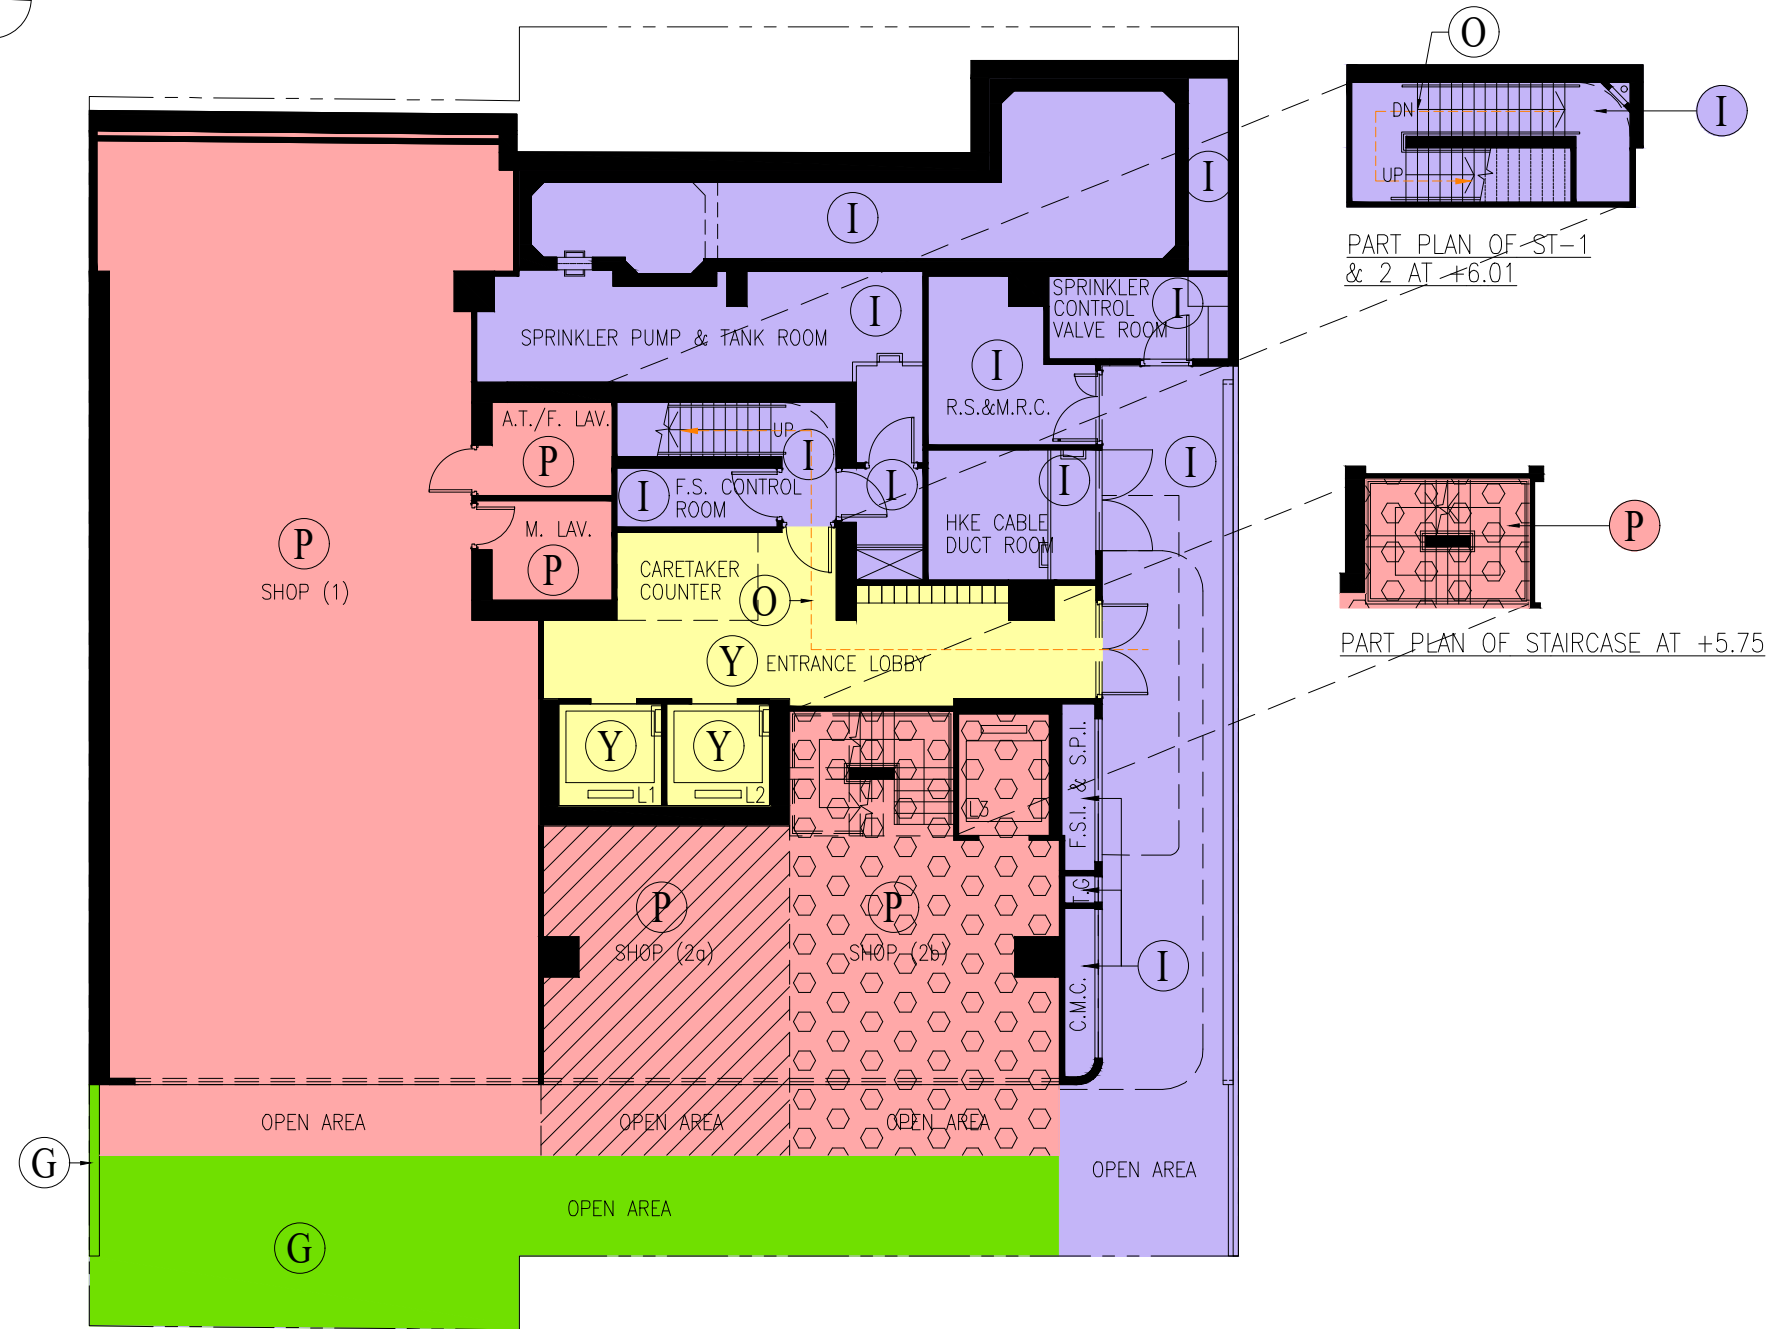 O
DN
I
UP
PART PLAN OF ST-1
& 2 AT +6.01
I
I
SPRINKLER
CONTROL
VALVE ROOM
I
I
SPRINKLER PUMP & TANK ROOM
I
R.S.&M.R.C.
A.T./F. LAV.
P
UP
I
I
F.S. CONTROL
ROOM
I
I
I
HKE CABLE
DUCT ROOM
P
SHOP (1)
M. LAV.
P
CARETAKER
COUNTER
O
P
PART PLAN OF STAIRCASE AT +5.75
Y
ENTRANCE LOBBY
Y
L1
Y
L2
L3
F.S.I. & S.P.I.
T.G
C.M.C.
I
P
SHOP (2a)
P
SHOP (2b)
OPEN AREA
OPEN AREA
OPEN AREA
G
OPEN AREA
OPEN AREA
G